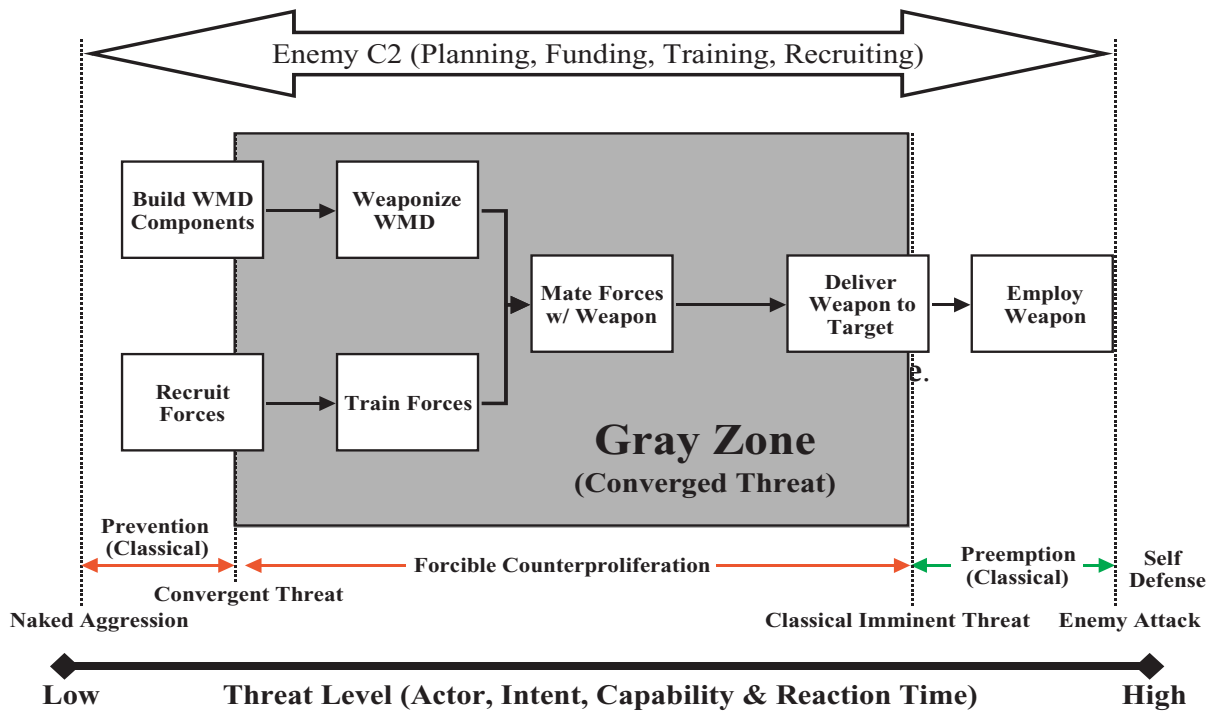 Enemy C2 (Planning, Funding, Training, Recruiting)
Build WMD
Components
Weaponize
WMD
Mate Forces
w/ Weapon
Deliver
Weapon to
Target
Employ
Weapon
e.
Recruit
Forces
Train Forces
Gray Zone
(Converged Threat)
Prevention
(Classical)
Forcible Counterproliferation
Preemption
(Classical)
Self
Defense
Convergent Threat
Naked Aggression
Classical Imminent Threat
Enemy Attack
Low
Threat Level (Actor, Intent, Capability & Reaction Time)
High